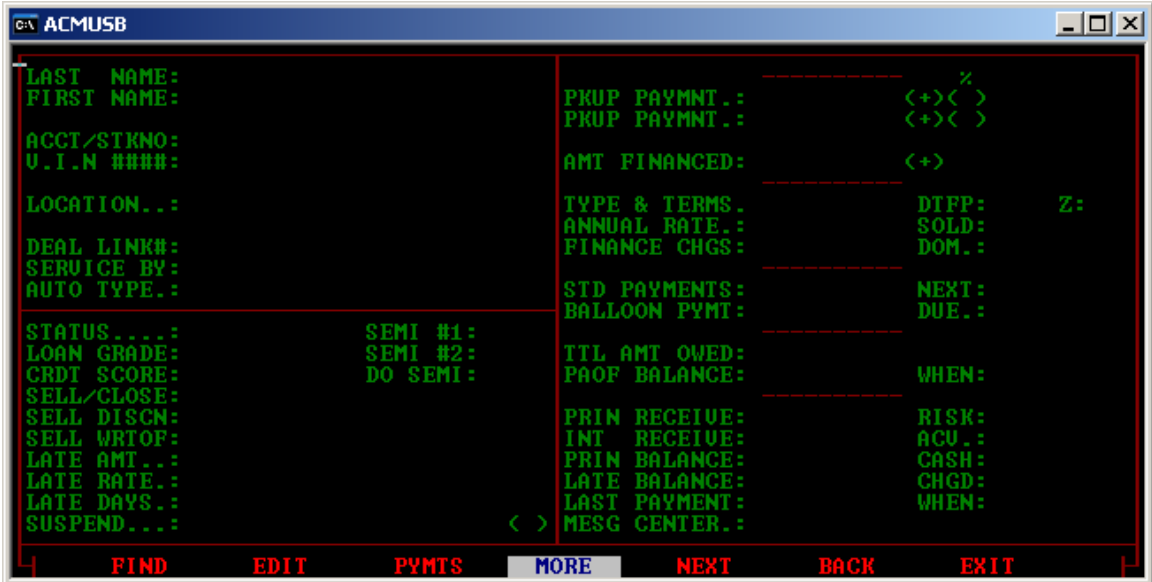 ACMUSB
LAST  NAME:
FIRST NAME:
ACCT/STKNO:
V.I.N ####:
LOCATION..:
DEAL LINK#:
SERVICE BY:
AUTO TYPE.:
STATUS....: SEMI #1:
LOAN GRADE: SEMI #2:
CRDT SCORE: DO SEMI:
SELL/CLOSE:
SELL DISCN:
SELL WRTOF:
LATE AMT..:
LATE RATE.:
LATE DAYS.:
SUSPEND...: ( )
%
PKUP PAYMNT.: (+)( )
PKUP PAYMNT.: (+)( )
AMT FINANCED: (+)
TYPE & TERMS. DTFP: Z:
ANNUAL RATE.: SOLD:
FINANCE CHGS: DOM.:
STD PAYMENTS: NEXT:
BALLOON PYMT: DUE.:
TTL AMT OWED:
PAOF BALANCE: WHEN:
PRIN RECEIVE: RISK:
INT  RECEIVE: ACV.:
PRIN BALANCE: CASH:
LATE BALANCE: CHGD:
LAST PAYMENT: WHEN:
MESG CENTER.:
FIND EDIT PYMTS MORE NEXT BACK EXIT